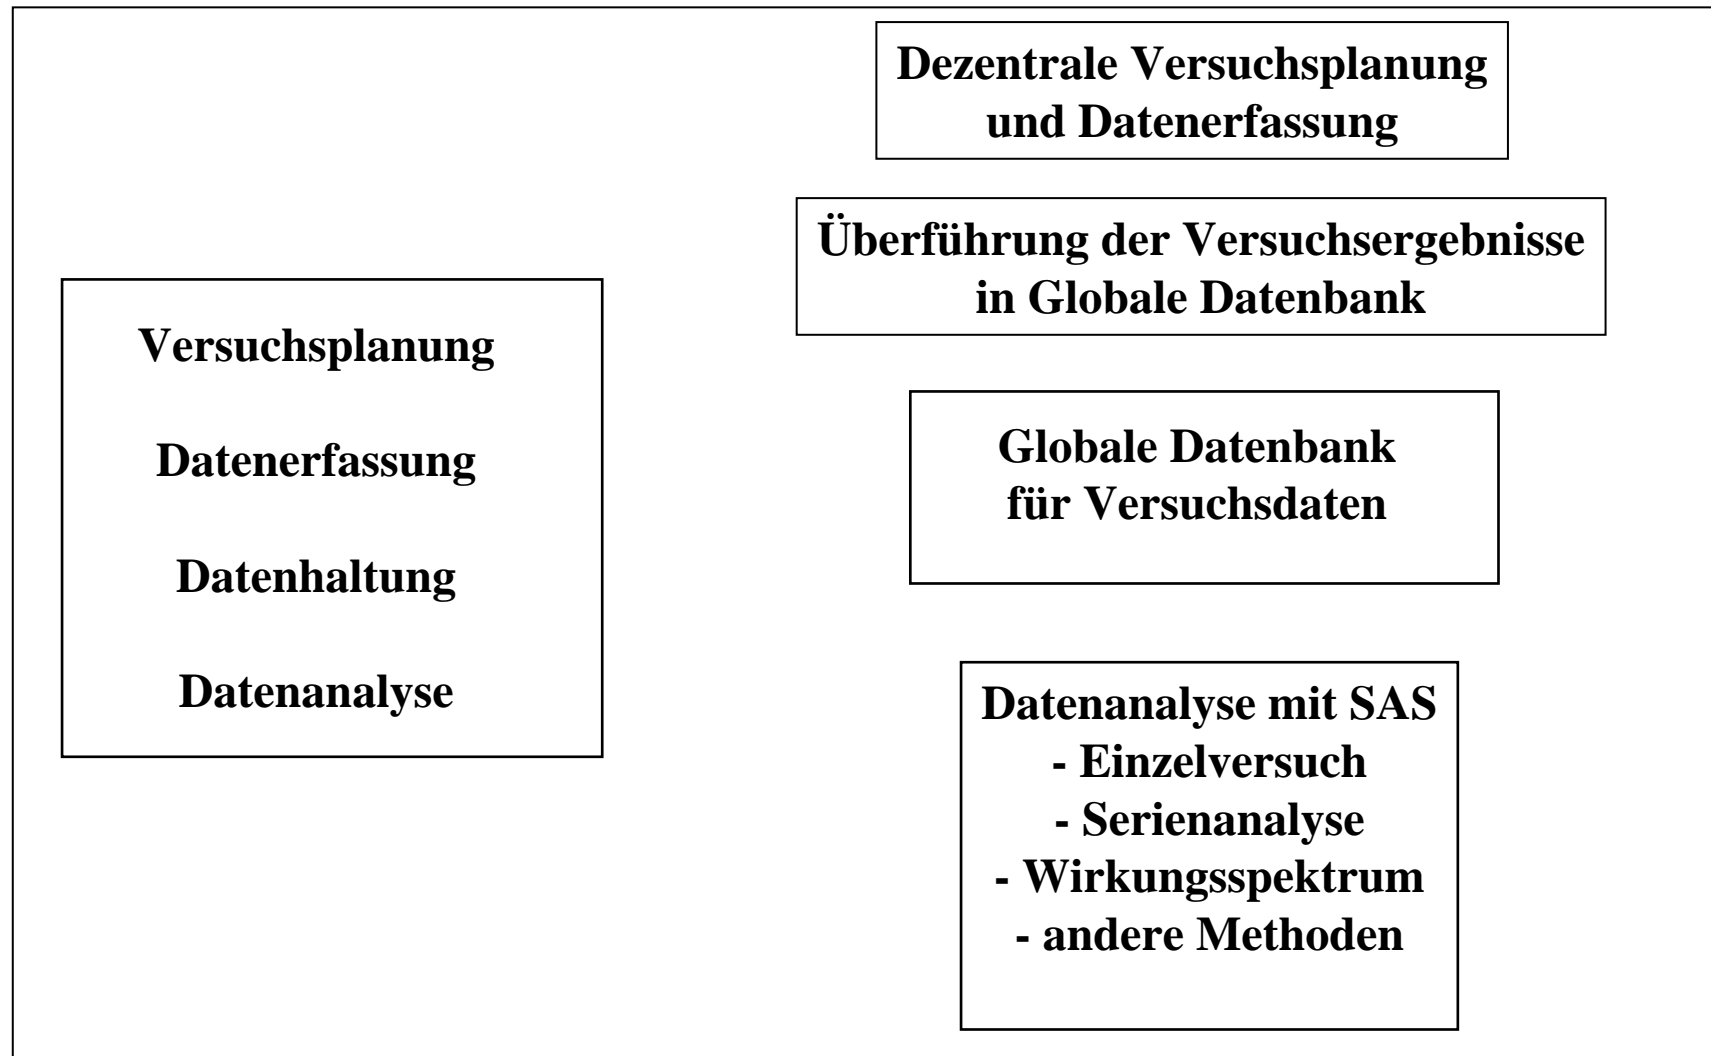 Versuchsplanung
Datenerfassung
Datenhaltung
Datenanalyse
Dezentrale Versuchsplanung
und Datenerfassung
Überführung der Versuchsergebnisse
in Globale Datenbank
Globale Datenbank
für Versuchsdaten
Datenanalyse mit SAS
- Einzelversuch
- Serienanalyse
- Wirkungsspektrum
- andere Methoden